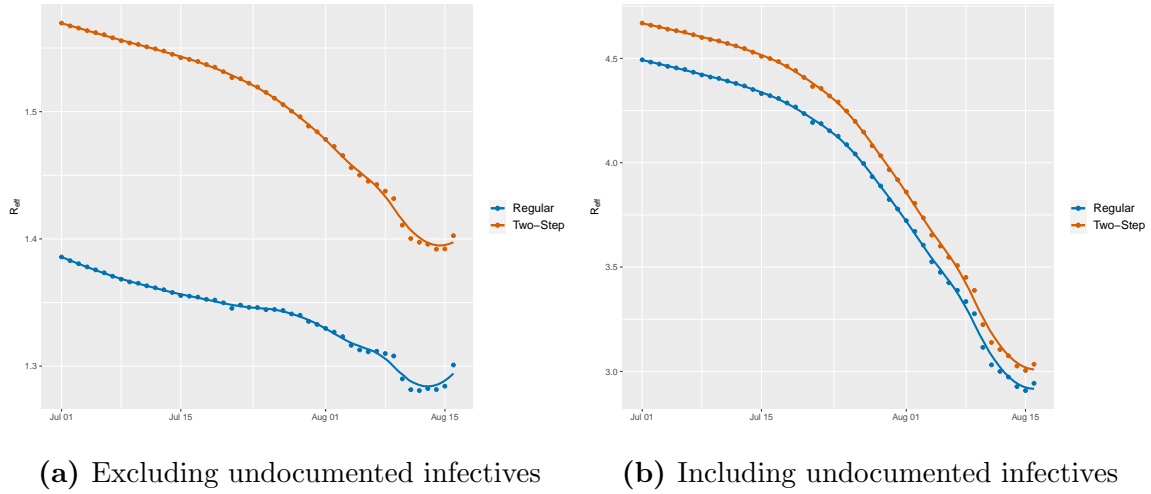 1.5
1.4
1.3
R_eff
Jul 01
Jul 15
Aug 01
Aug 15
Regular
Two−Step
4.5
4.0
3.5
3.0
R_eff
Jul 01
Jul 15
Aug 01
Aug 15
Regular
Two−Step
(a) Excluding undocumented infectives
(b) Including undocumented infectives